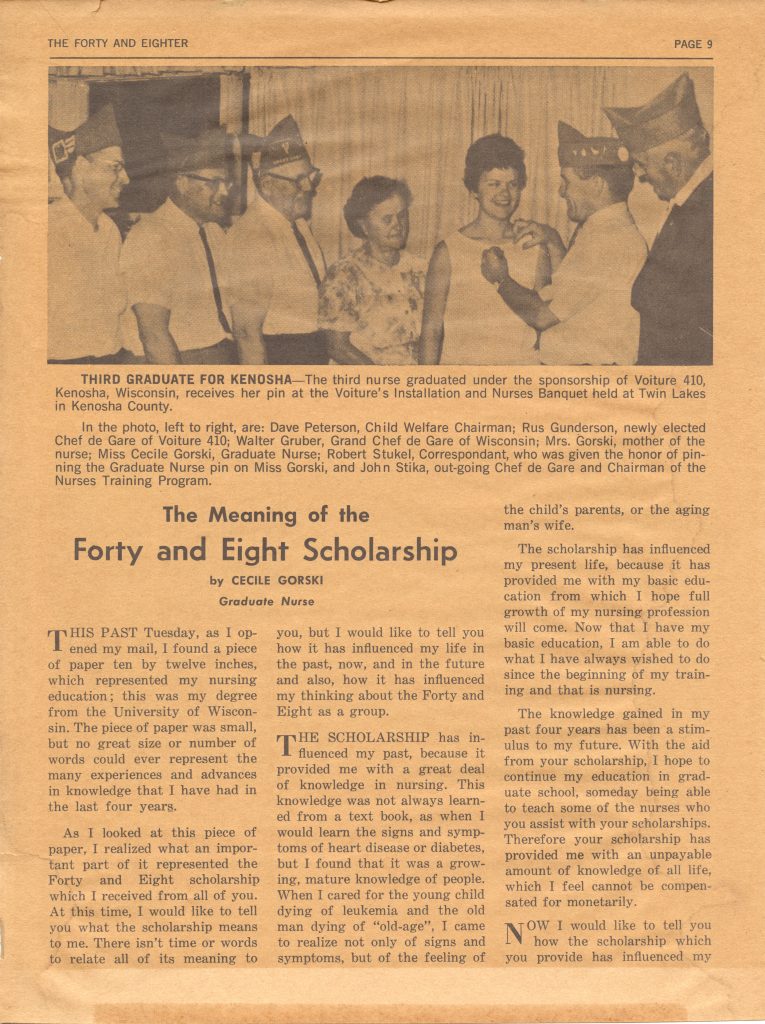 THE FORTY AND EIGHTER
PAGE 9
THIRD GRADUATE FOR KENOSHA—The third nurse graduated under the sponsorship of Voiture 410,
Kenosha, Wisconsin, receives her pin at the Voiture's Installation and Nurses Banquet held at Twin Lakes
in Kenosha County.
In the photo, left to right, are: Dave Peterson, Child Welfare Chairman; Rus Gunderson, newly elected
Chef de Gare of Voiture 410; Walter Gruber, Grand Chef de Gare of Wisconsin; Mrs. Gorski, mother of the
nurse; Miss Cecile Gorski, Graduate Nurse; Robert Stukel, Correspondant, who was given the honor of pin-
ning the Graduate Nurse pin on Miss Gorski, and John Stika, out-going Chef de Gare and Chairman of the
Nurses Training Program.
The Meaning of the
Forty and Eight Scholarship
by CECILE GORSKI
Graduate Nurse
THIS PAST Tuesday, as I op-
ened my mail, I found a piece
of paper ten by twelve inches,
which represented my nursing
education; this was my degree
from the University of Wiscon-
sin. The piece of paper was small,
but no great size or number of
words could ever represent the
many experiences and advances
in knowledge that I have had in
the last four years.
As I looked at this piece of
paper, I realized what an impor-
tant part of it represented the
Forty and Eight scholarship
which I received from all of you.
At this time, I would like to tell
you what the scholarship means
to me. There isn't time or words
to relate all of its meaning to
you, but I would like to tell you
how it has influenced my life in
the past, now, and in the future
and also, how it has influenced
my thinking about the Forty and
Eight as a group.
THE SCHOLARSHIP has in-
fluenced my past, because it
provided me with a great deal
of knowledge in nursing. This
knowledge was not always learn-
ed from a text book, as when I
would learn the signs and symp-
toms of heart disease or diabetes,
but I found that it was a grow-
ing, mature knowledge of people.
When I cared for the young child
dying of leukemia and the old
man dying of "old-age", I came
to realize not only of signs and
symptoms, but of the feeling of
the child's parents, or the aging
man's wife.
The scholarship has influenced
my present life, because it has
provided me with my basic edu-
cation from which I hope full
growth of my nursing profession
will come. Now that I have my
basic education, I am able to do
what I have always wished to do
since the beginning of my train-
ing and that is nursing.
The knowledge gained in my
past four years has been a stim-
ulus to my future. With the aid
from your scholarship, I hope to
continue my education in grad-
uate school, someday being able
to teach some of the nurses who
you assist with your scholarships.
Therefore your scholarship has
provided me with an unpayable
amount of knowledge of all life,
which I feel cannot be compen-
sated for monetarily.
NOW I would like to tell you
how the scholarship which
you provide has influenced my